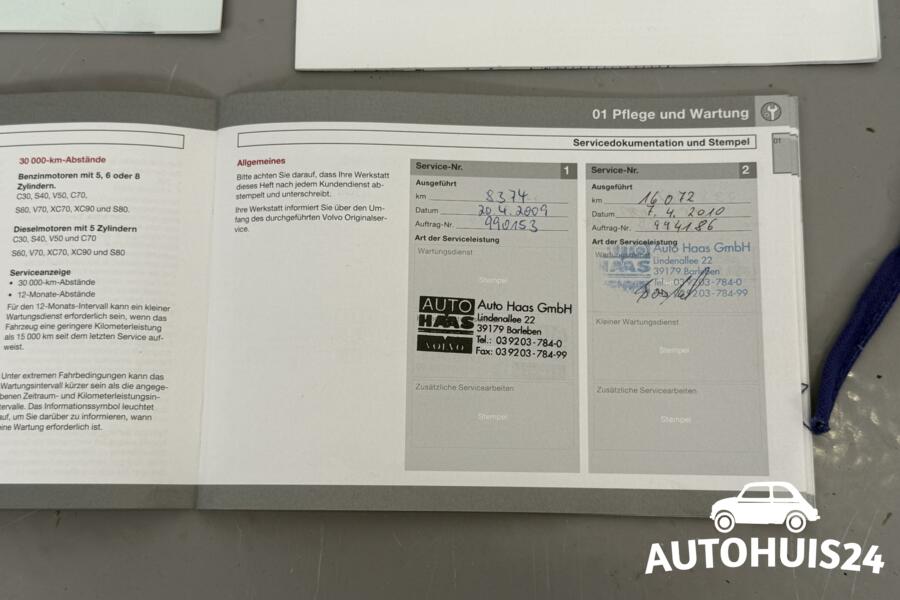 30 000-km-Abstände
Benzinmotoren mit 5, 6 oder 8
Zylindern.
C30, S40, V50, C70,
S60, V70, XC70, XC90 und S80.
Dieselmotoren mit 5 Zylindern
C30, S40, V50 und C70
S60, V70, XC70, XC90 und S80
Serviceanzeige
• 30 000-km-Abstände
• 12-Monate-Abstände
Für den 12-Monats-Intervall kann ein kleiner
Wartungsdienst erforderlich sein, wenn das
Fahrzeug eine geringere Kilometerleistung
als 15 000 km seit dem letzten Service auf-
weist.
Unter extremen Fahrbedingungen kann das
Wartungsintervall kürzer sein als die angege-
benen Zeitraum- und Kilometerleistungsin-
tervalle. Das Informationssymbol leuchtet
auf, um Sie darüber zu informieren, wann
eine Wartung erforderlich ist.
01 Pflege und Wartung
Servicedokumentation und Stempel
01
Allgemeines
Bitte achten Sie darauf, dass Ihre Werkstatt
dieses Heft nach jedem Kundendienst ab-
stempelt und unterschreibt.
Ihre Werkstatt informiert Sie über den Um-
fang des durchgeführten Volvo Originalser-
vice.
Service-Nr. 1
Ausgeführt
km 8374
Datum 20.4.2009
Auftrag-Nr. 990153
Art der Serviceleistung
Wartungsdienst
Stempel
AUTO HAAS VOLVO
Auto Haas GmbH
Lindenallee 22
39179 Barleben
Tel.: 039203-784-0
Fax: 039203-784-99
Zusätzliche Servicearbeiten
Stempel
Service-Nr. 2
Ausgeführt
km 16072
Datum 7.4.2010
Auftrag-Nr. 994186
Art der Serviceleistung
Wartungsdienst
Auto Haas GmbH
Lindenallee 22
39179 Barleben
Tel.: 039203-784-0
039203-784-99
Kleiner Wartungsdienst
Stempel
Zusätzliche Servicearbeiten
Stempel
AUTOHUIS24